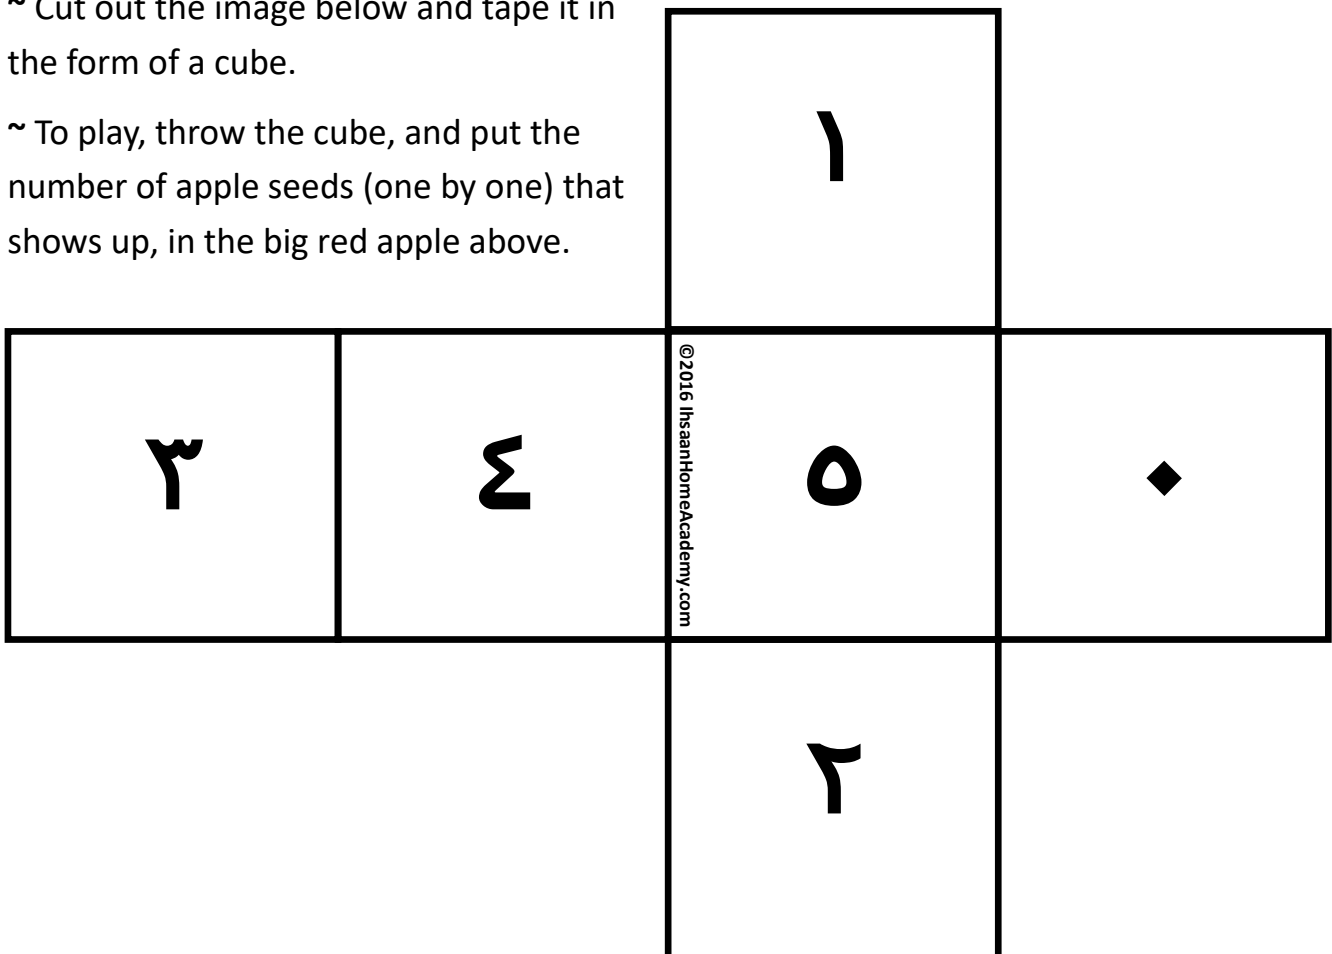 ~ Cut out the image below and tape it in
the form of a cube.
~ To play, throw the cube, and put the
number of apple seeds (one by one) that
shows up, in the big red apple above.
١
٣ ٤ ٥ ٠
©2016 IhsaanHomeAcademy.com
٢